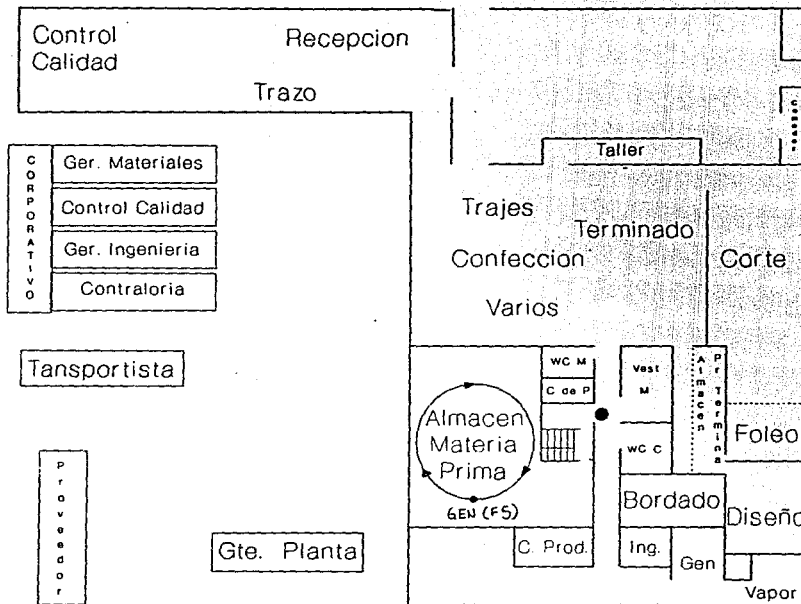 Control
Calidad
Recepcion
Trazo
CORPORATIVO
Ger. Materiales
Control Calidad
Ger. Ingenieria
Contraloria
Tansportista
Proveedor
Gte. Planta
Taller
Trajes
Terminado
Confeccion
Varios
Corte
WC M
C de P
Vest
M
WC C
Almacen
Pr Termina
Foleo
Almacen
Materia
Prima
GEN (F5)
Bordado
Diseño
C. Prod.
Ing.
Gen
Vapor